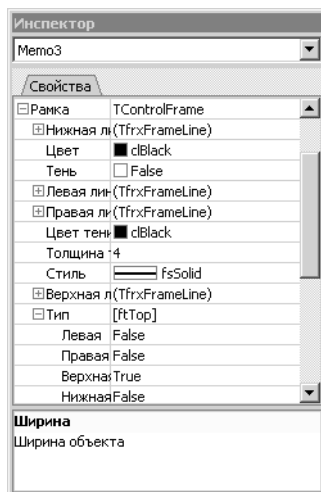 Инспектор
Memo3
Свойства
Рамка TControlFrame
Нижная ли (TfrxFrameLine)
Цвет clBlack
Тень False
Левая лин (TfrxFrameLine)
Правая ли (TfrxFrameLine)
Цвет тени clBlack
Толщина 4
Стиль fsSolid
Верхная л (TfrxFrameLine)
Тип [ftTop]
Левая False
Правая False
Верхная True
Нижная False
Ширина
Ширина объекта